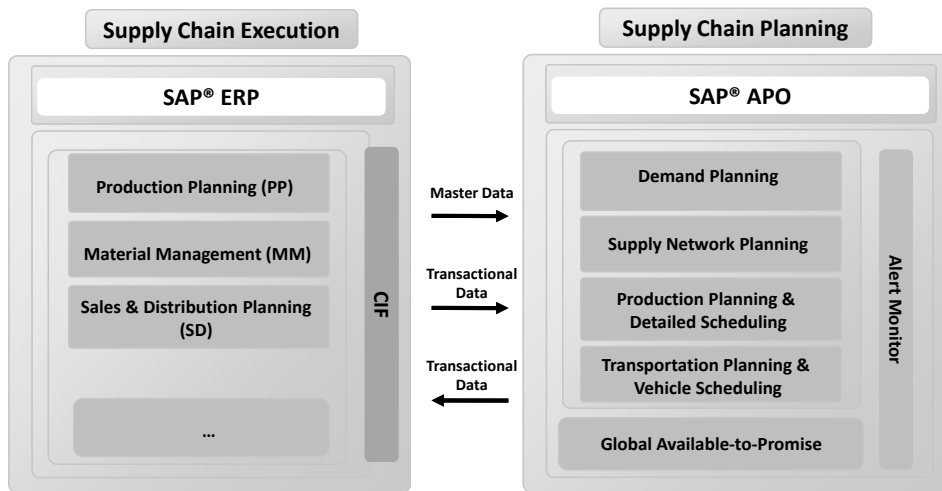 Supply Chain Execution
SAP® ERP
Production Planning (PP)
Material Management (MM)
Sales & Distribution Planning
(SD)
...
CIF
Master Data
Transactional
Data
Transactional
Data
Supply Chain Planning
SAP® APO
Demand Planning
Supply Network Planning
Production Planning &
Detailed Scheduling
Transportation Planning &
Vehicle Scheduling
Global Available-to-Promise
Alert Monitor